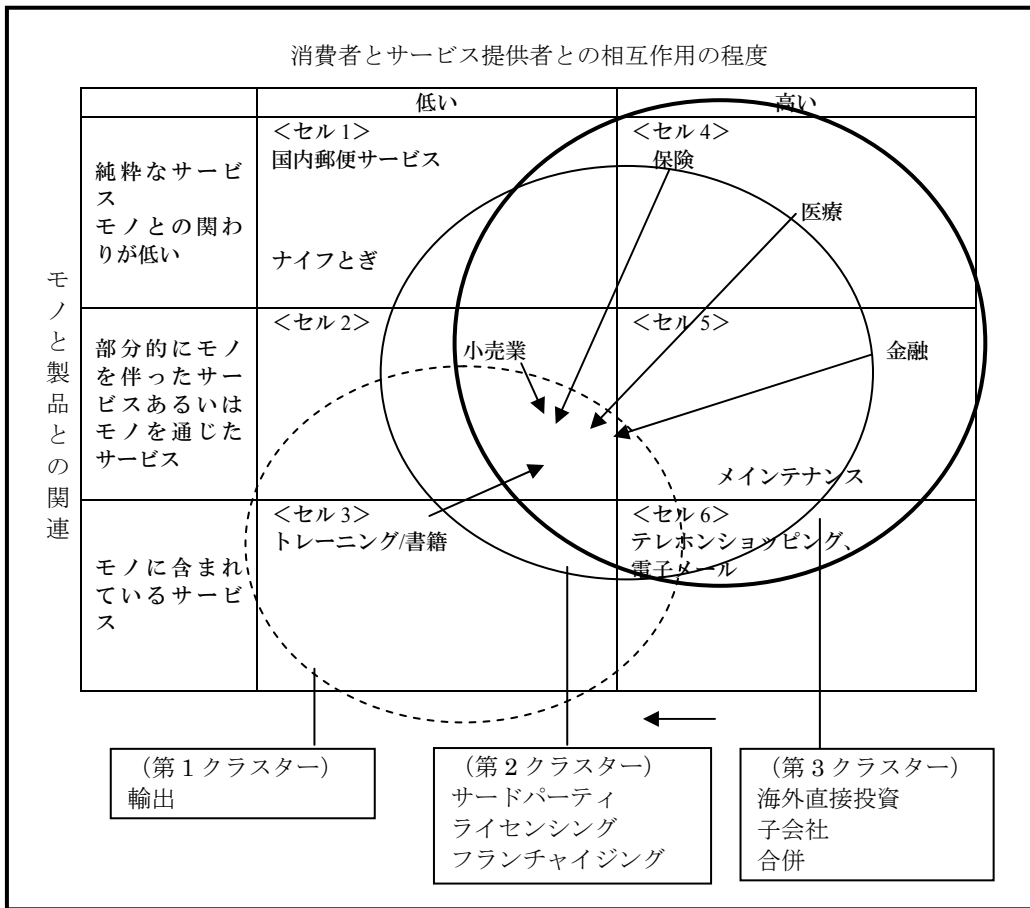 消費者とサービス提供者との相互作用の程度
低い
高い
モノと製品との関連
純粋なサービ
ス
モノとの関わ
りが低い
<セル 1>
国内郵便サービス
ナイフとぎ
<セル 4>
保険
医療
部分的にモノ
を伴ったサー
ビスあるいは
モノを通じた
サービス
<セル 2>
小売業
<セル 5>
金融
メインテナンス
モノに含まれ
ているサービ
ス
<セル 3>
トレーニング/書籍
<セル 6>
テレホンショッピング、
電子メール
(第 1 クラスター)
輸出
(第 2 クラスター)
サードパーティ
ライセンシング
フランチャイジング
(第 3 クラスター)
海外直接投資
子会社
合併